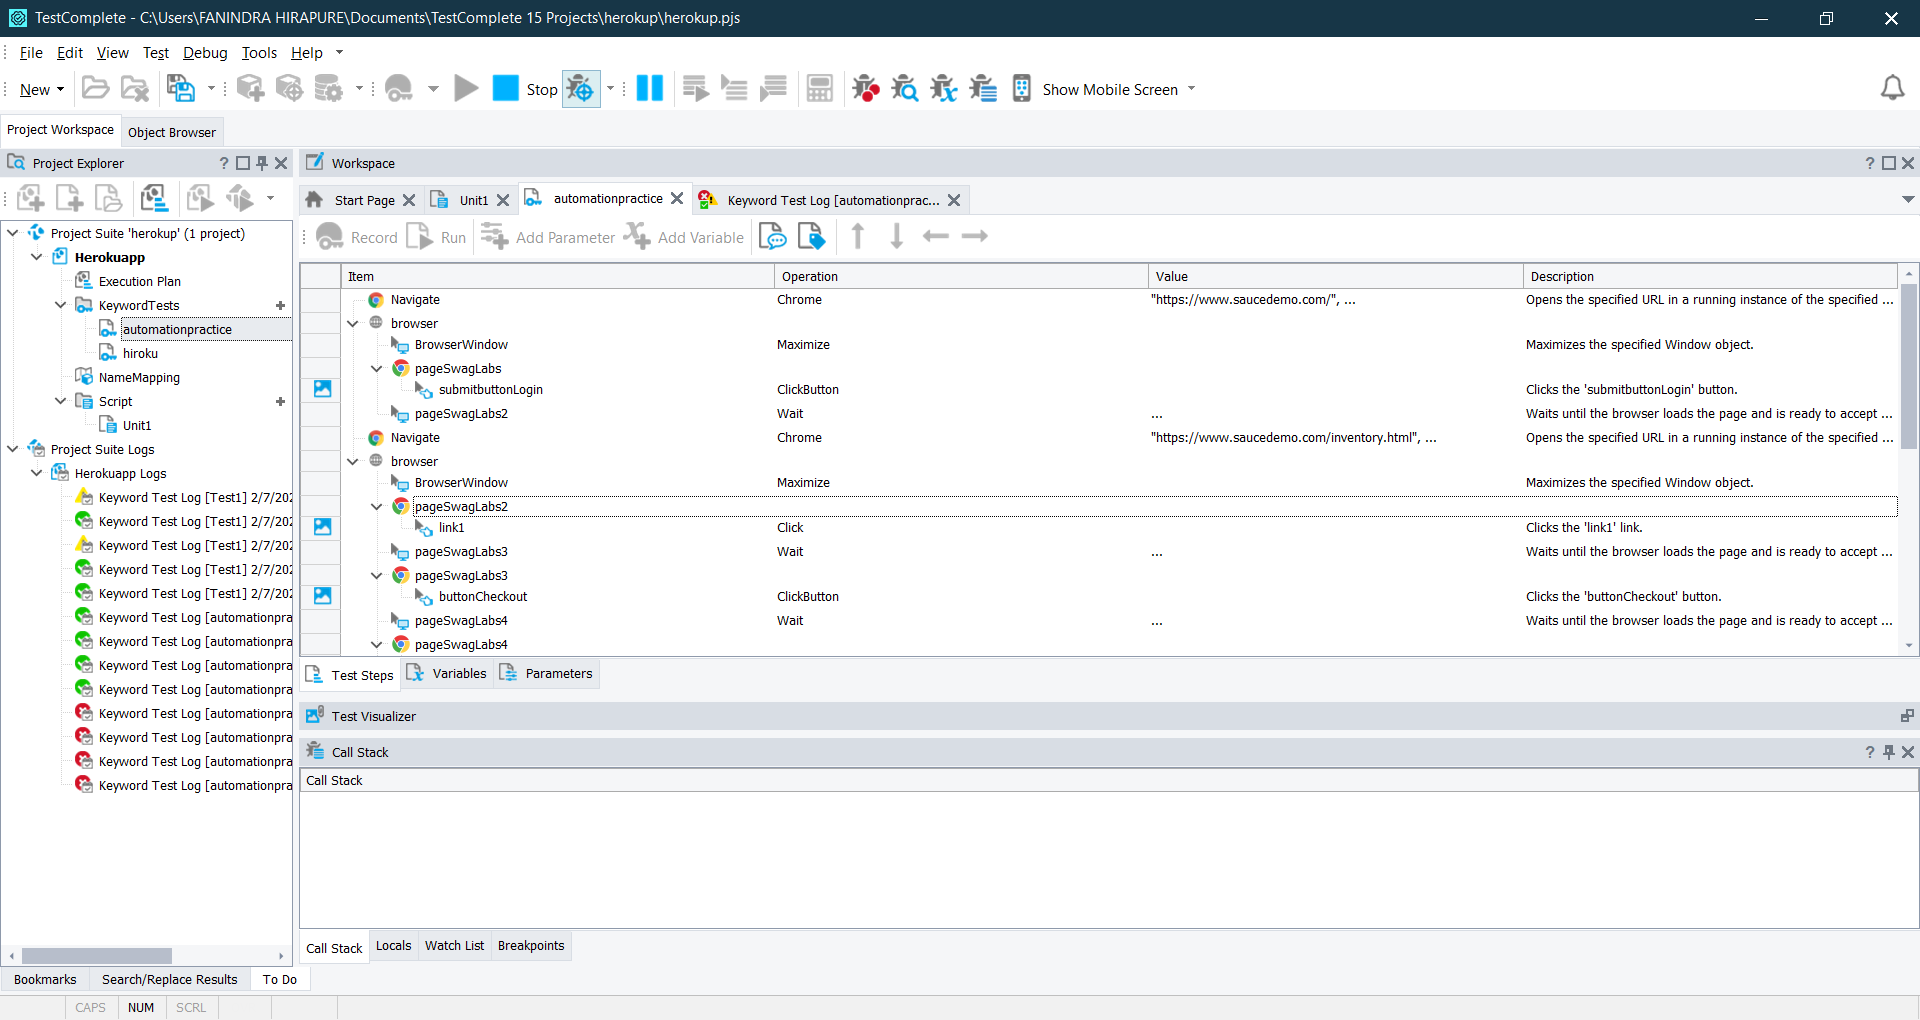 TestComplete - C:\Users\FANINDRA HIRAPURE\Documents\TestComplete 15 Projects\herokup\herokup.pjs
File Edit View Test Debug Tools Help
New Stop Show Mobile Screen
Project Workspace Object Browser
Project Explorer
Project Suite 'herokup' (1 project)
Herokuapp
Execution Plan
KeywordTests
automationpractice
hiroku
NameMapping
Script
Unit1
Project Suite Logs
Herokuapp Logs
Keyword Test Log [Test1] 2/7/202
Keyword Test Log [Test1] 2/7/202
Keyword Test Log [Test1] 2/7/202
Keyword Test Log [Test1] 2/7/202
Keyword Test Log [Test1] 2/7/202
Keyword Test Log [automationpra
Keyword Test Log [automationpra
Keyword Test Log [automationpra
Keyword Test Log [automationpra
Keyword Test Log [automationpra
Keyword Test Log [automationpra
Keyword Test Log [automationpra
Keyword Test Log [automationpra
Workspace
Start Page Unit1 automationpractice Keyword Test Log [automationprac...
Record Run Add Parameter Add Variable
Item Operation Value Description
Navigate Chrome "https://www.saucedemo.com/", ... Opens the specified URL in a running instance of the specified ...
browser
BrowserWindow Maximize Maximizes the specified Window object.
pageSwagLabs
submitbuttonLogin ClickButton Clicks the 'submitbuttonLogin' button.
pageSwagLabs2 Wait ... Waits until the browser loads the page and is ready to accept ...
Navigate Chrome "https://www.saucedemo.com/inventory.html", ... Opens the specified URL in a running instance of the specified ...
browser
BrowserWindow Maximize Maximizes the specified Window object.
pageSwagLabs2
link1 Click Clicks the 'link1' link.
pageSwagLabs3 Wait ... Waits until the browser loads the page and is ready to accept ...
pageSwagLabs3
buttonCheckout ClickButton Clicks the 'buttonCheckout' button.
pageSwagLabs4 Wait ... Waits until the browser loads the page and is ready to accept ...
pageSwagLabs4
Test Steps Variables Parameters
Test Visualizer
Call Stack
Call Stack
Call Stack Locals Watch List Breakpoints
Bookmarks Search/Replace Results To Do
CAPS NUM SCRL